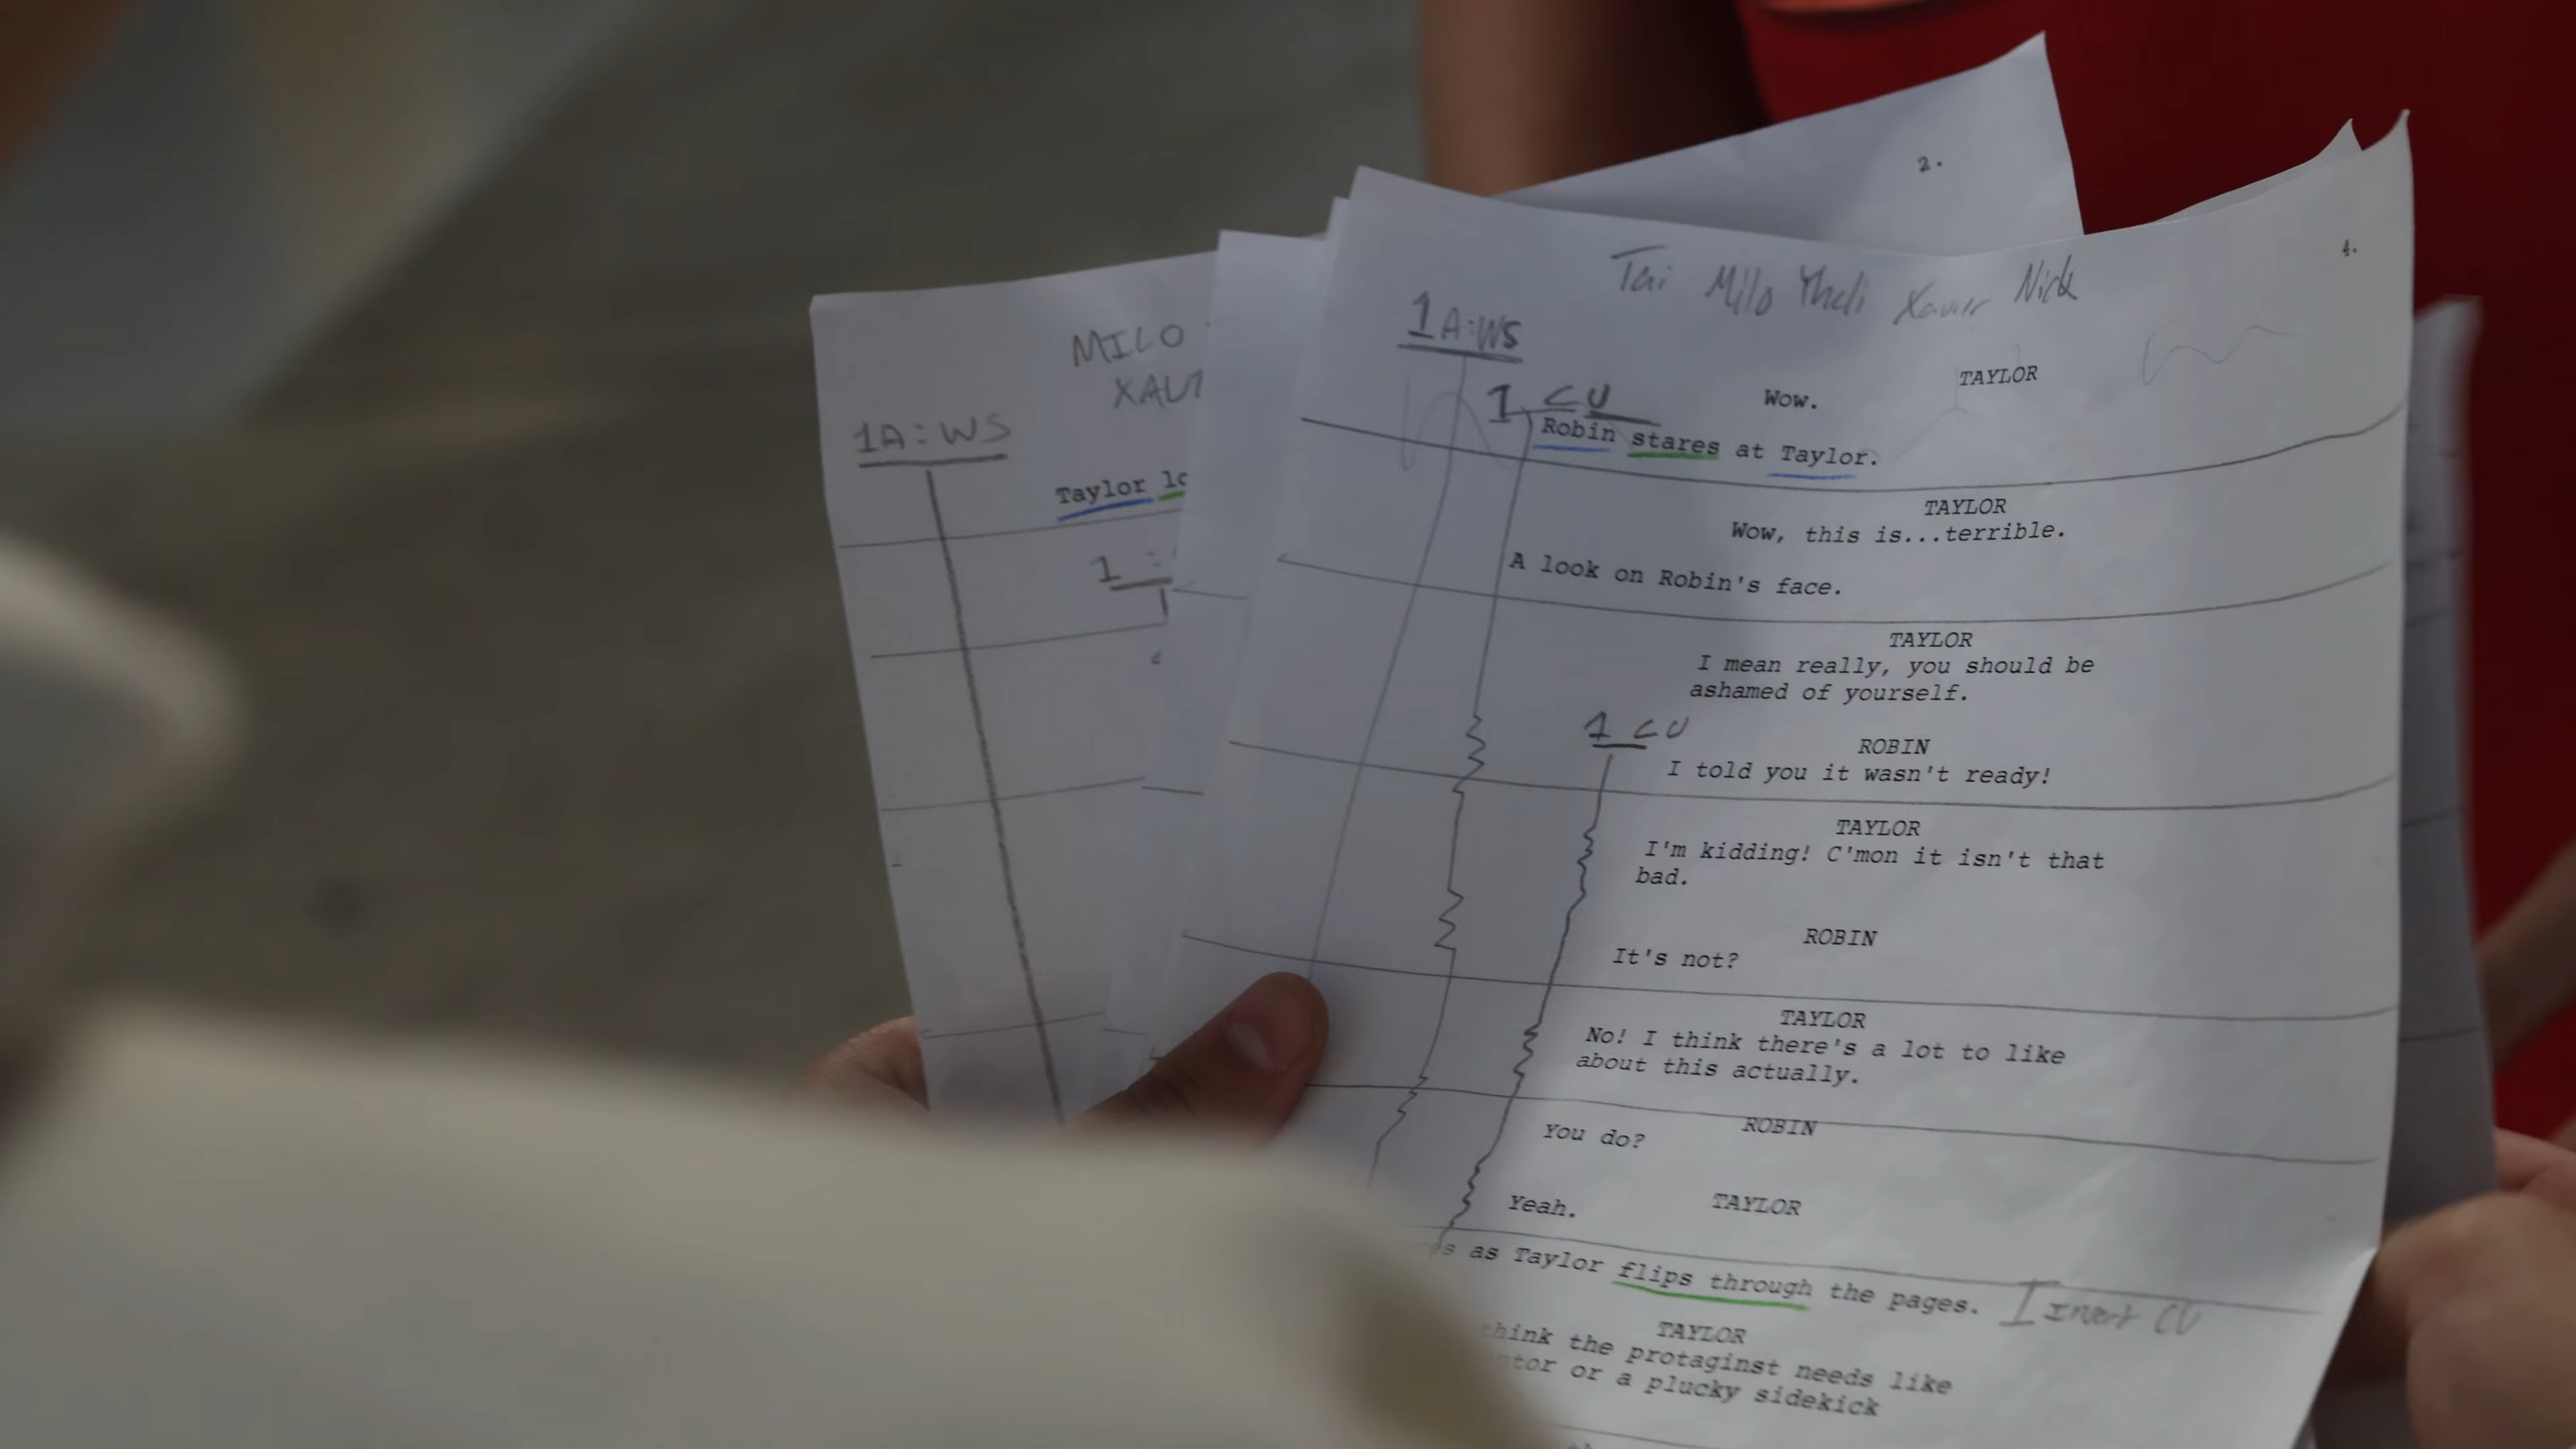 2.
4.
Tai Milo Xavier Nick
1A:WS
TAYLOR
Wow.
1 CU
Robin stares at Taylor.
TAYLOR
Wow, this is...terrible.
A look on Robin's face.
TAYLOR
I mean really, you should be
ashamed of yourself.
1 CU
ROBIN
I told you it wasn't ready!
TAYLOR
I'm kidding! C'mon it isn't that
bad.
ROBIN
It's not?
TAYLOR
No! I think there's a lot to like
about this actually.
ROBIN
You do?
TAYLOR
Yeah.
as Taylor flips through the pages. Insert CU
TAYLOR
think the protaginst needs like
or a plucky sidekick
MILO
1A:WS
Taylor
1 :